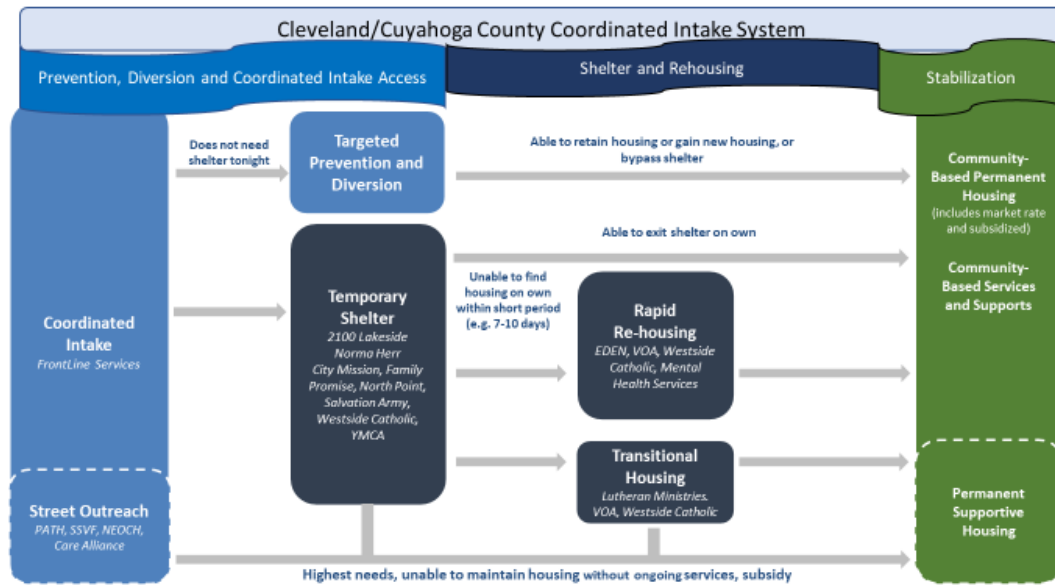 Cleveland/Cuyahoga County Coordinated Intake System
Prevention, Diversion and Coordinated Intake Access
Shelter and Rehousing
Stabilization
Does not need
shelter tonight
Targeted
Prevention and
Diversion
Able to retain housing or gain new housing, or
bypass shelter
Community-
Based Permanent
Housing
(includes market rate
and subsidized)
Community-
Based Services
and Supports
Able to exit shelter on own
Coordinated
Intake
FrontLine Services
Temporary
Shelter
2100 Lakeside
Norma Herr
City Mission, Family
Promise, North Point,
Salvation Army,
Westside Catholic,
YMCA
Unable to find
housing on own
within short period
(e.g. 7-10 days)
Rapid
Re-housing
EDEN, VOA, Westside
Catholic, Mental
Health Services
Transitional
Housing
Lutheran Ministries.
VOA, Westside Catholic
Street Outreach
PATH, SSVF, NEOCH,
Care Alliance
Permanent
Supportive
Housing
Highest needs, unable to maintain housing without ongoing services, subsidy